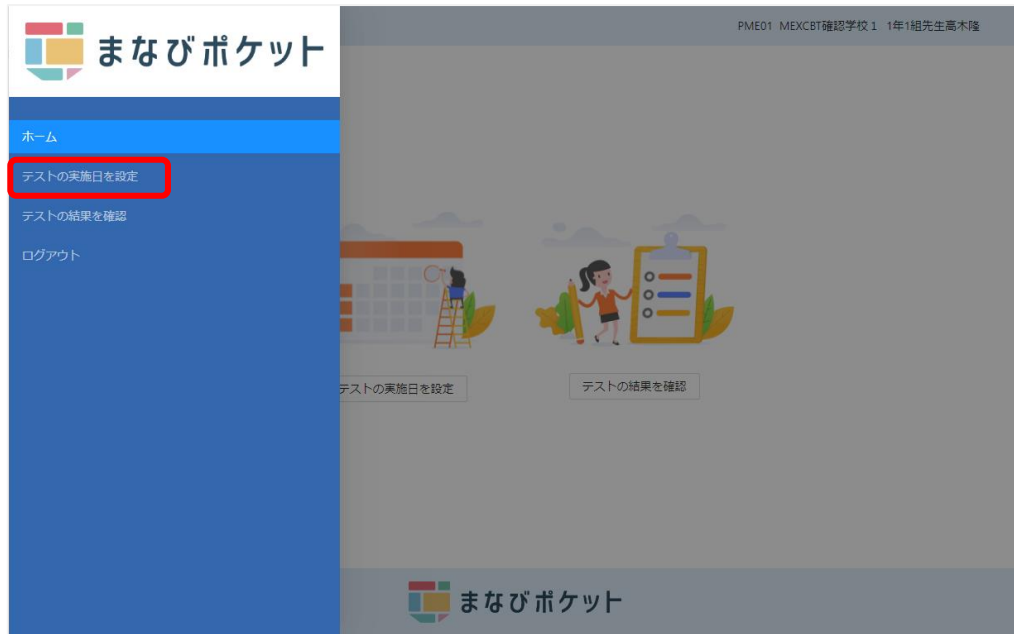 まなびポケット
PME01 MEXCBT確認学校1 1年1組先生高木隆
ホーム
テストの実施日を設定
テストの結果を確認
ログアウト
テストの実施日を設定
テストの結果を確認
まなびポケット